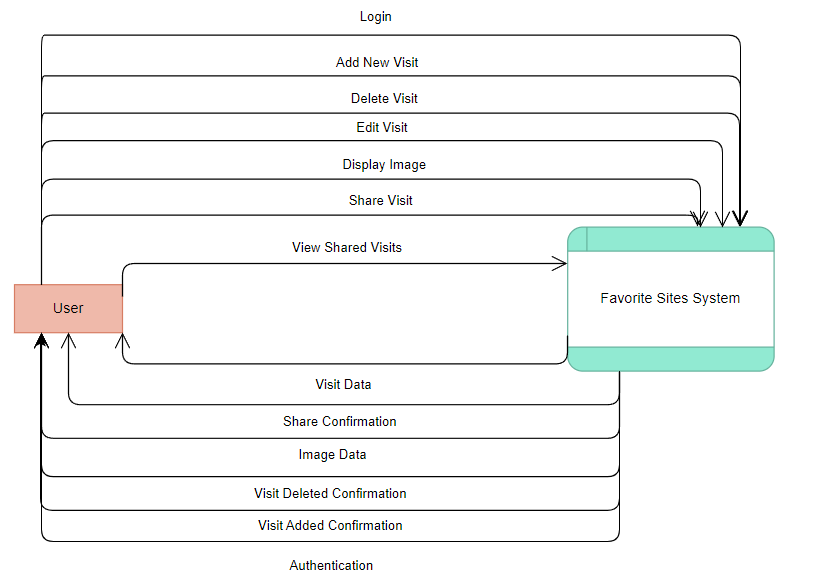 Login
Add New Visit
Delete Visit
Edit Visit
Display Image
Share Visit
View Shared Visits
User
Favorite Sites System
Visit Data
Share Confirmation
Image Data
Visit Deleted Confirmation
Visit Added Confirmation
Authentication